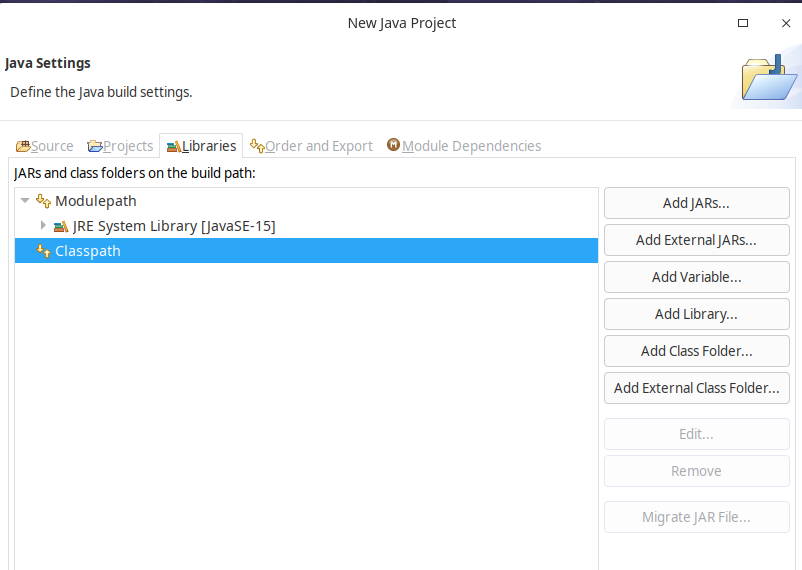 New Java Project
Java Settings
Define the Java build settings.
Source Projects Libraries Order and Export Module Dependencies
JARs and class folders on the build path:
Modulepath
JRE System Library [JavaSE-15]
Classpath
Add JARs...
Add External JARs...
Add Variable...
Add Library...
Add Class Folder...
Add External Class Folder...
Edit...
Remove
Migrate JAR File...